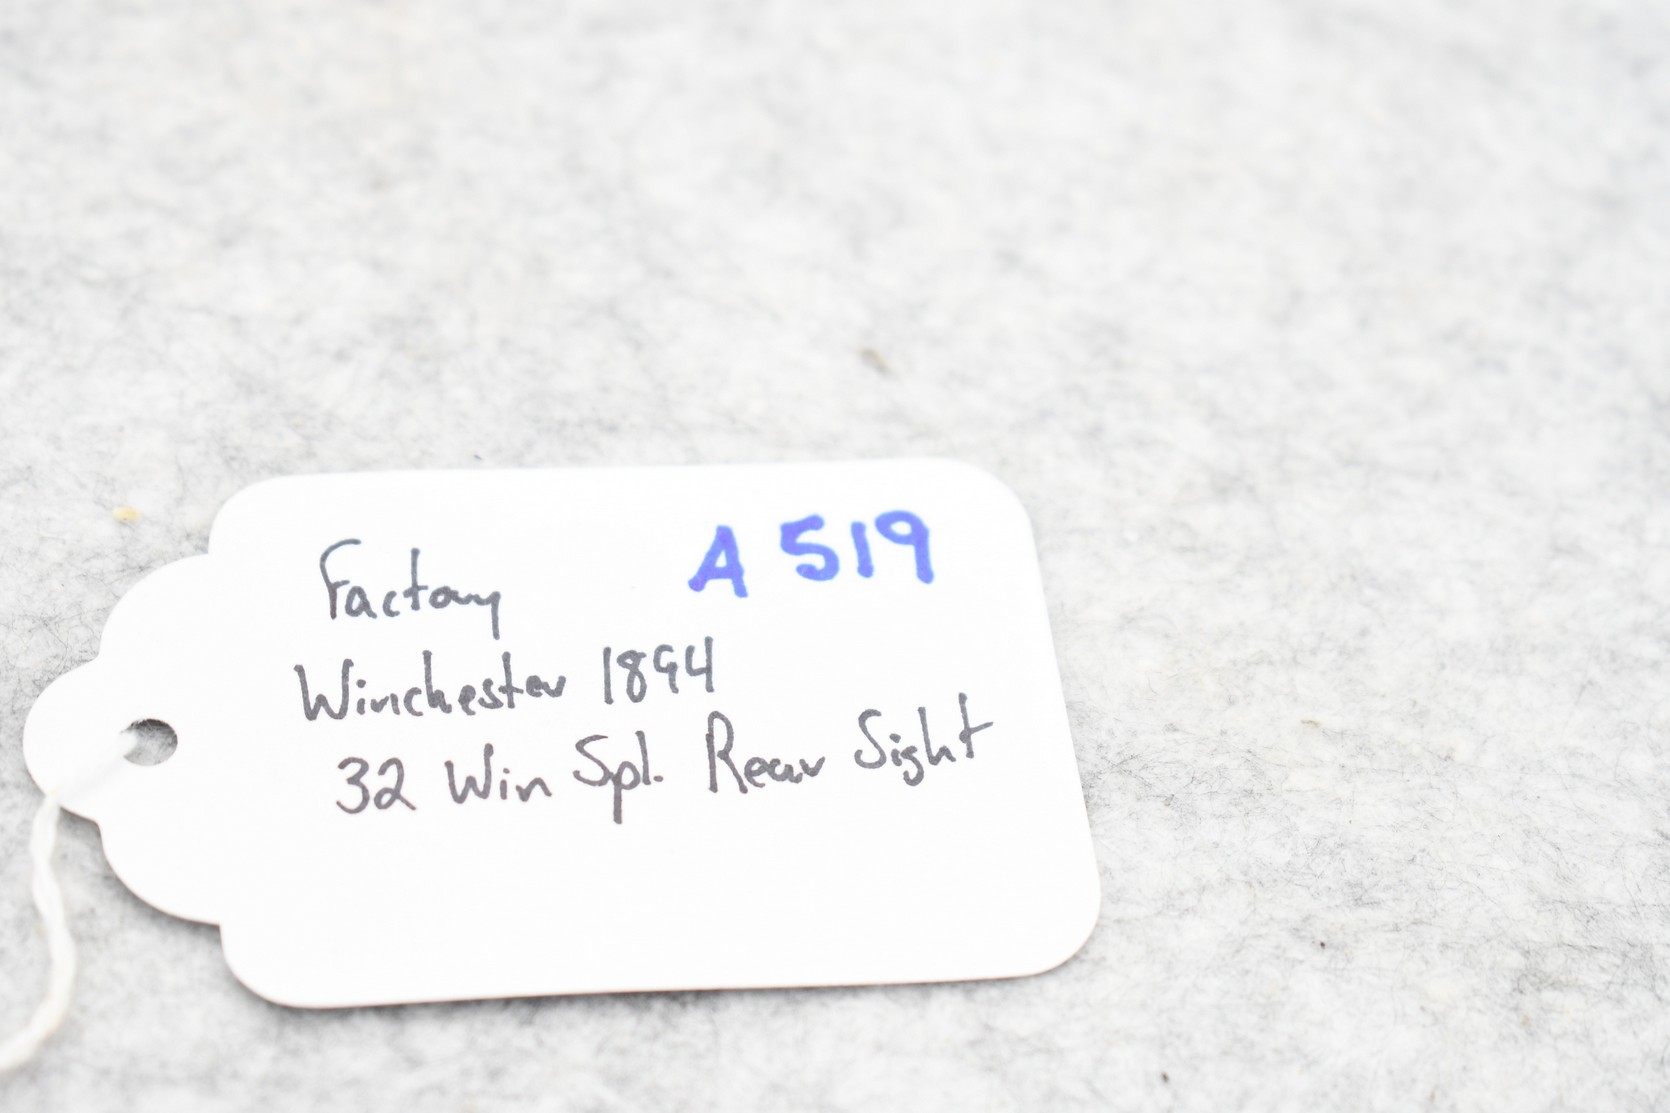 Factory A 519
Winchester 1894
32 Win Spl. Rear Sight